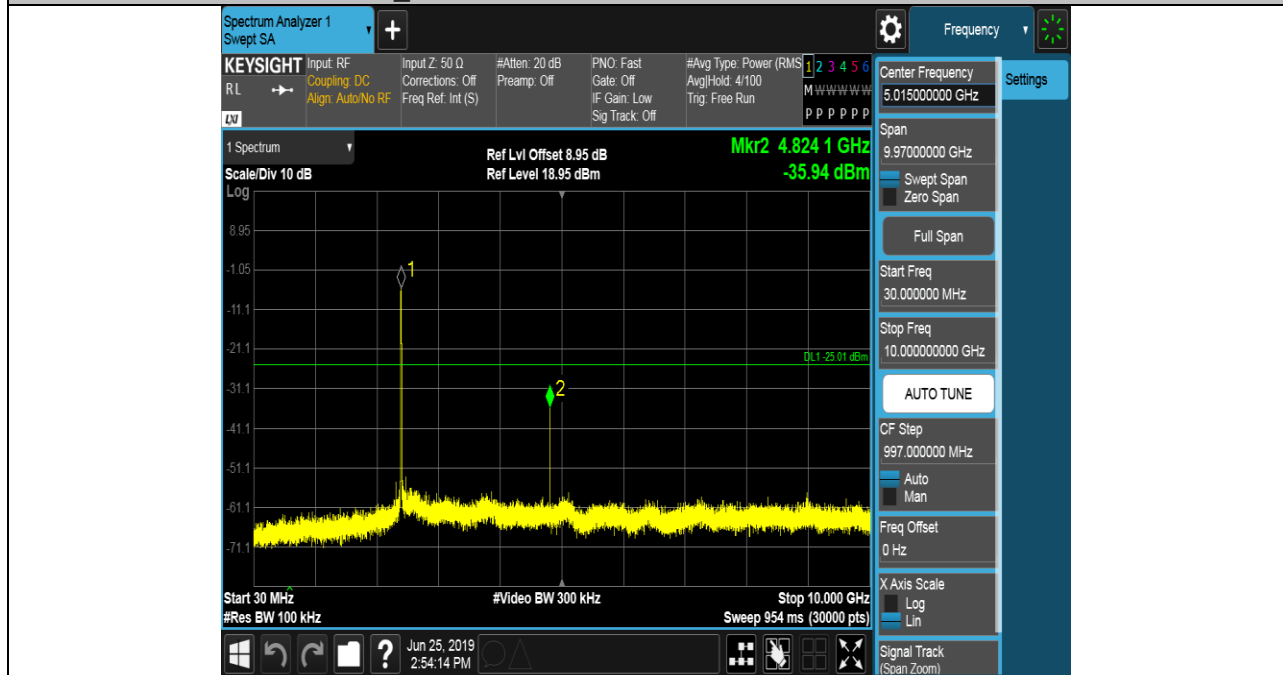 Spectrum Analyzer 1
Swept SA
+
Frequency
KEYSIGHT
RL
LXI
Input: RF
Coupling: DC
Align: Auto/No RF
Input Z: 50 Ω
Corrections: Off
Freq Ref: Int (S)
#Atten: 20 dB
Preamp: Off
PNO: Fast
Gate: Off
IF Gain: Low
Sig Track: Off
#Avg Type: Power (RMS
Avg|Hold: 4/100
Trig: Free Run
1 2 3 4 5 6
M W W W W W
P P P P P P
1 Spectrum
Scale/Div 10 dB
Log
Ref Lvl Offset 8.95 dB
Ref Level 18.95 dBm
Mkr2 4.824 1 GHz
-35.94 dBm
8.95
-1.05
-11.1
-21.1
-31.1
-41.1
-51.1
-61.1
-71.1
1
DL1 -25.01 dBm
2
Start 30 MHz
#Res BW 100 kHz
#Video BW 300 kHz
Stop 10.000 GHz
Sweep 954 ms (30000 pts)
Center Frequency
5.015000000 GHz
Settings
Span
9.97000000 GHz
Swept Span
Zero Span
Full Span
Start Freq
30.000000 MHz
Stop Freq
10.000000000 GHz
AUTO TUNE
CF Step
997.000000 MHz
Auto
Man
Freq Offset
0 Hz
X Axis Scale
Log
Lin
Signal Track
(Span Zoom)
?
Jun 25, 2019
2:54:14 PM